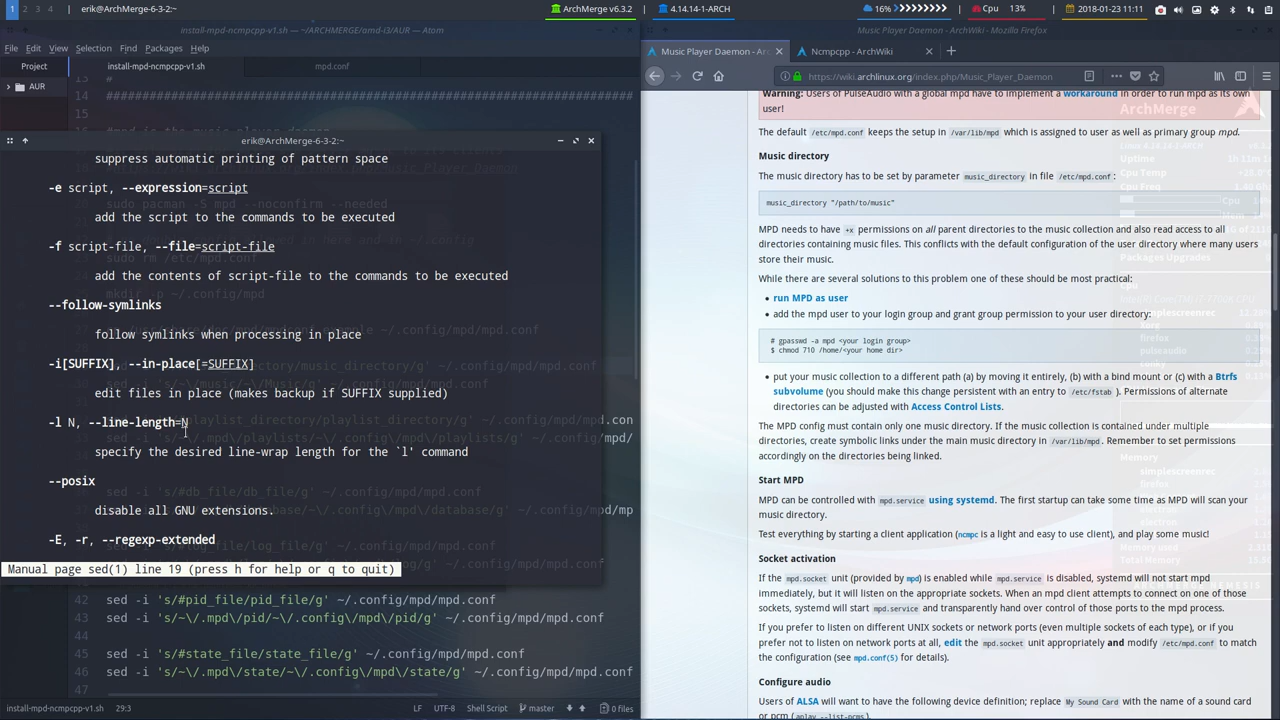 1 2 3 4 erik@ArchMerge-6-3-2:~
ArchMerge v6.3.2
4.14.14-1-ARCH
16%
Cpu 13%
2018-01-23 11:11
install-mpd-ncmpcpp-v1.sh — ~/ARCHMERGE/amd-i3/AUR — Atom
File Edit View Selection Find Packages Help
Project
install-mpd-ncmpcpp-v1.sh
mpd.conf
AUR
15 #
erik@ArchMerge-6-3-2:~
suppress automatic printing of pattern space
-e script, --expression=script
add the script to the commands to be executed
-f script-file, --file=script-file
add the contents of script-file to the commands to be executed
--follow-symlinks
follow symlinks when processing in place
-i[SUFFIX], --in-place[=SUFFIX]
edit files in place (makes backup if SUFFIX supplied)
-l N, --line-length=N
specify the desired line-wrap length for the `l' command
--posix
disable all GNU extensions.
-E, -r, --regexp-extended
Manual page sed(1) line 19 (press h for help or q to quit)
42 sed -i 's/#pid_file/pid_file/g' ~/.config/mpd/mpd.conf
43 sed -i 's/~\/.mpd\/pid/~\/.config\/mpd\/pid/g' ~/.config/mpd/mpd.conf
44
45 sed -i 's/#state_file/state_file/g' ~/.config/mpd/mpd.conf
46 sed -i 's/~\/.mpd\/state/~\/.config\/mpd\/state/g' ~/.config/mpd/mpd.conf
47
install-mpd-ncmpcpp-v1.sh 29:3
LF UTF-8 Shell Script master 0 files
Music Player Daemon - ArchWiki - Mozilla Firefox
Music Player Daemon - Arc
Ncmpcpp - ArchWiki
https://wiki.archlinux.org/index.php/Music_Player_Daemon
Warning: Users of PulseAudio with a global mpd have to implement a workaround in order to run mpd as its own
user!
The default /etc/mpd.conf keeps the setup in /var/lib/mpd which is assigned to user as well as primary group mpd.
Music directory
The music directory has to be set by parameter music_directory in file /etc/mpd.conf :
music_directory "/path/to/music"
MPD needs to have +x permissions on all parent directories to the music collection and also read access to all
directories containing music files. This conflicts with the default configuration of the user directory where many users
store their music.
While there are several solutions to this problem one of these should be most practical:
run MPD as user
add the mpd user to your login group and grant group permission to your user directory:
# gpasswd -a mpd <your login group>
$ chmod 710 /home/<your home dir>
put your music collection to a different path (a) by moving it entirely, (b) with a bind mount or (c) with a Btrfs
subvolume (you should make this change persistent with an entry to /etc/fstab ). Permissions of alternate
directories can be adjusted with Access Control Lists.
The MPD config must contain only one music directory. If the music collection is contained under multiple
directories, create symbolic links under the main music directory in /var/lib/mpd. Remember to set permissions
accordingly on the directories being linked.
Start MPD
MPD can be controlled with mpd.service using systemd. The first startup can take some time as MPD will scan your
music directory.
Test everything by starting a client application (ncmpc is a light and easy to use client), and play some music!
Socket activation
If the mpd.socket unit (provided by mpd) is enabled while mpd.service is disabled, systemd will not start mpd
immediately, but it will listen on the appropriate sockets. When an mpd client attempts to connect on one of those
sockets, systemd will start mpd.service and transparently hand over control of those ports to the mpd process.
If you prefer to listen on different UNIX sockets or network ports (even multiple sockets of each type), or if you
prefer not to listen on network ports at all, edit the mpd.socket unit appropriately and modify /etc/mpd.conf to match
the configuration (see mpd.conf(5) for details).
Configure audio
Users of ALSA will want to have the following device definition; replace My Sound Card with the name of a sound card
or pcm ( aplay --list-pcms